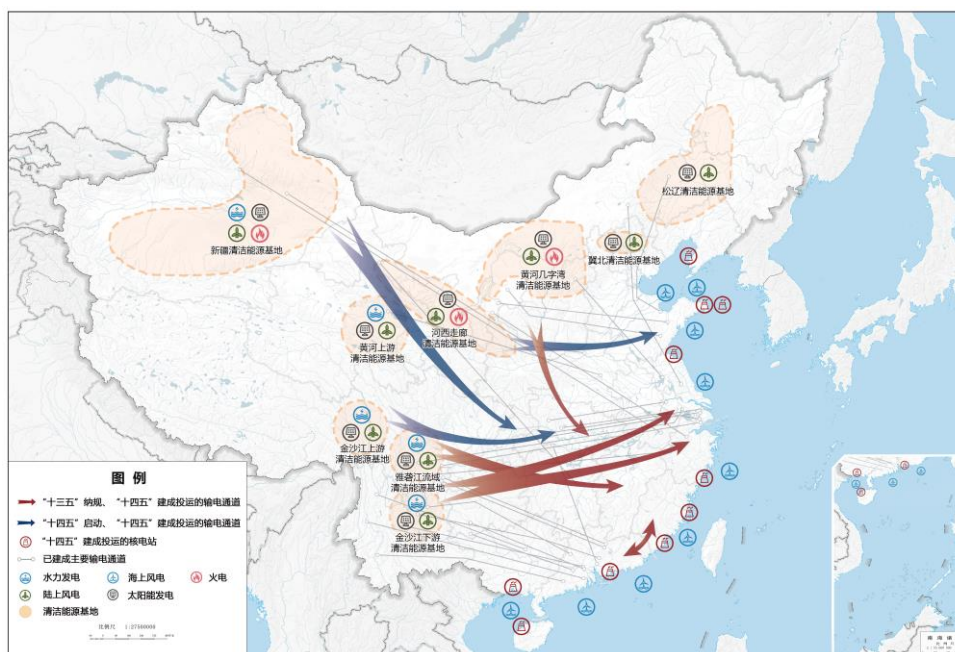 松辽清洁能源基地
新疆清洁能源基地
黄河几字湾
清洁能源基地
冀北清洁能源基地
黄河上游
清洁能源基地
河西走廊
清洁能源基地
金沙江上游
清洁能源基地
雅砻江流域
清洁能源基地
金沙江下游
清洁能源基地
图 例
“十三五”纳规、“十四五”建成投运的输电通道
“十四五”启动、“十四五”建成投运的输电通道
“十四五”建成投运的核电站
已建成主要输电通道
水力发电 海上风电 火电
陆上风电 太阳能发电
清洁能源基地
比例尺 1:27500000